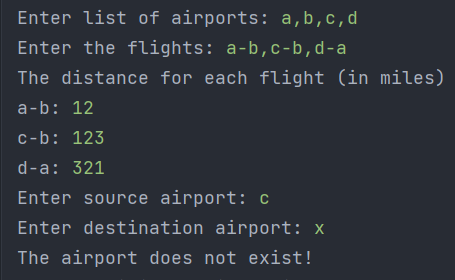 Enter list of airports: a,b,c,d
Enter the flights: a-b,c-b,d-a
The distance for each flight (in miles)
a-b: 12
c-b: 123
d-a: 321
Enter source airport: c
Enter destination airport: x
The airport does not exist!